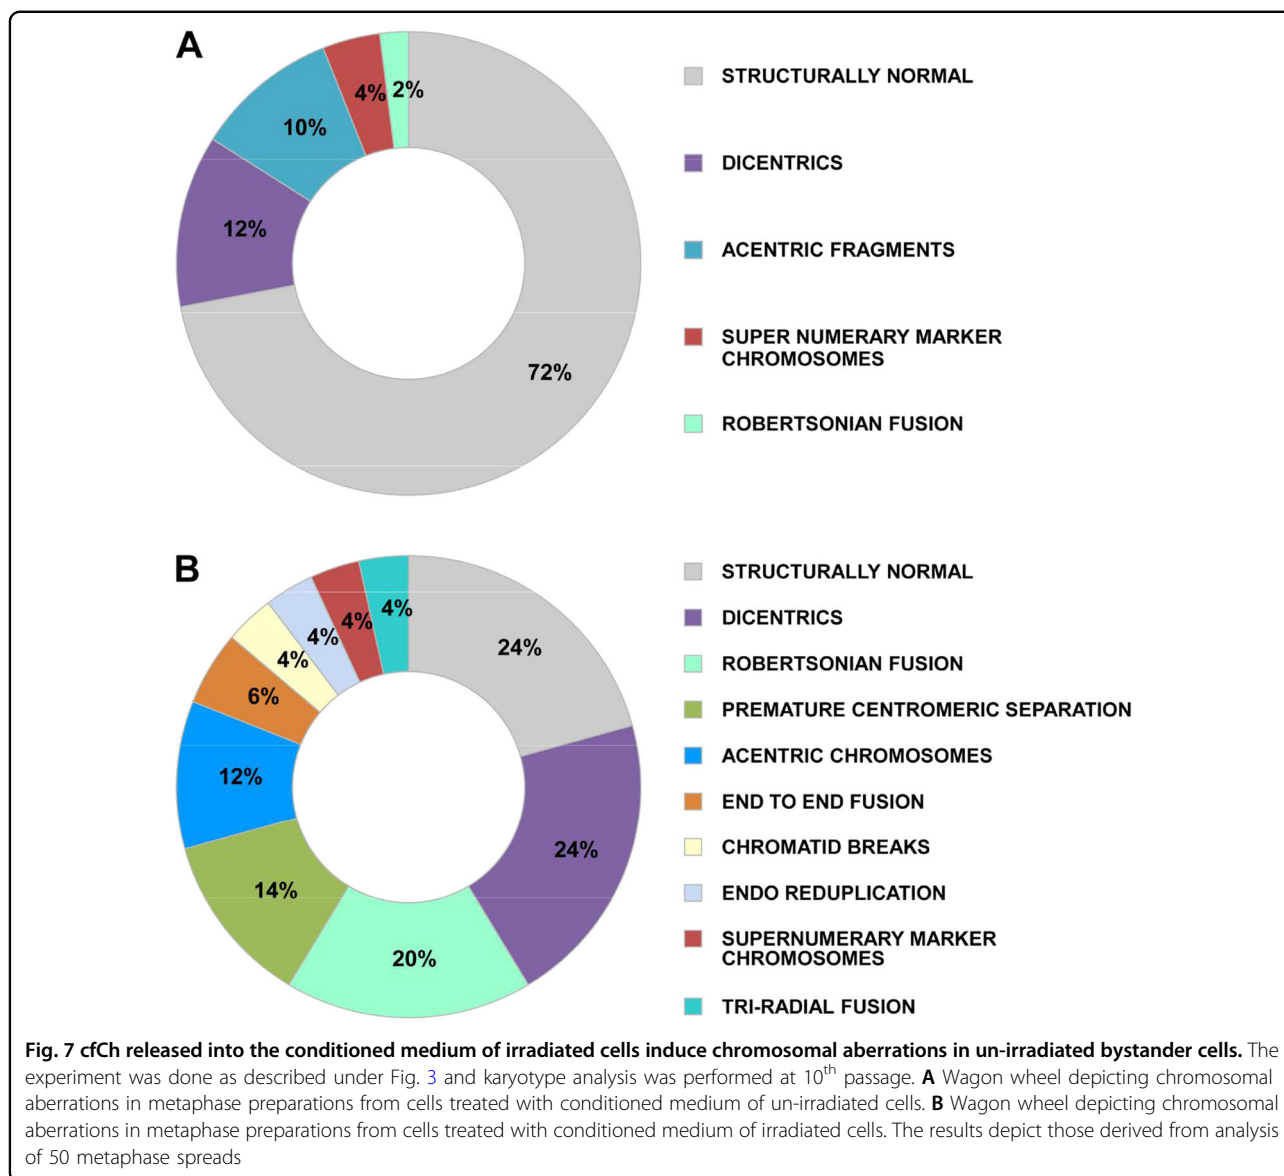 A
4%
2%
10%
12%
72%
STRUCTURALLY NORMAL
DICENTRICS
ACENTRIC FRAGMENTS
SUPER NUMERARY MARKER
CHROMOSOMES
ROBERTSONIAN FUSION
B
4%
4%
4%
4%
6%
12%
14%
20%
24%
24%
STRUCTURALLY NORMAL
DICENTRICS
ROBERTSONIAN FUSION
PREMATURE CENTROMERIC SEPARATION
ACENTRIC CHROMOSOMES
END TO END FUSION
CHROMATID BREAKS
ENDO REDUPLICATION
SUPERNUMERARY MARKER
CHROMOSOMES
TRI-RADIAL FUSION
Fig. 7 cfCh released into the conditioned medium of irradiated cells induce chromosomal aberrations in un-irradiated bystander cells. The
experiment was done as described under Fig. 3 and karyotype analysis was performed at 10th passage. A Wagon wheel depicting chromosomal
aberrations in metaphase preparations from cells treated with conditioned medium of un-irradiated cells. B Wagon wheel depicting chromosomal
aberrations in metaphase preparations from cells treated with conditioned medium of irradiated cells. The results depict those derived from analysis
of 50 metaphase spreads